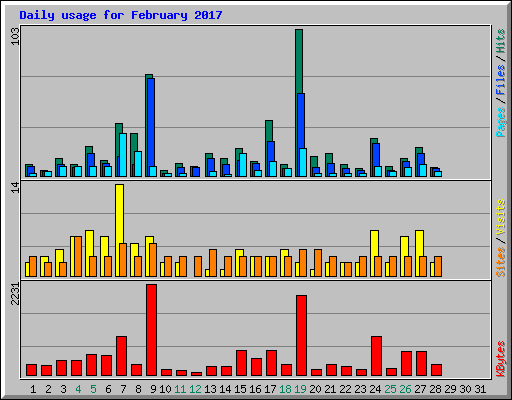 Daily usage for February 2017
103
Pages/Files/Hits
14
Sites/Visits
2231
KBytes
1 2 3 4 5 6 7 8 9 10 11 12 13 14 15 16 17 18 19 20 21 22 23 24 25 26 27 28 29 30 31